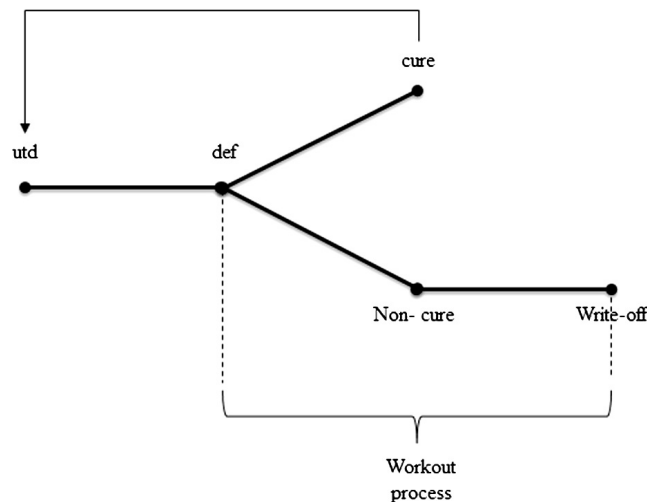 cure
utd
def
Non- cure
Write-off
Workout
process